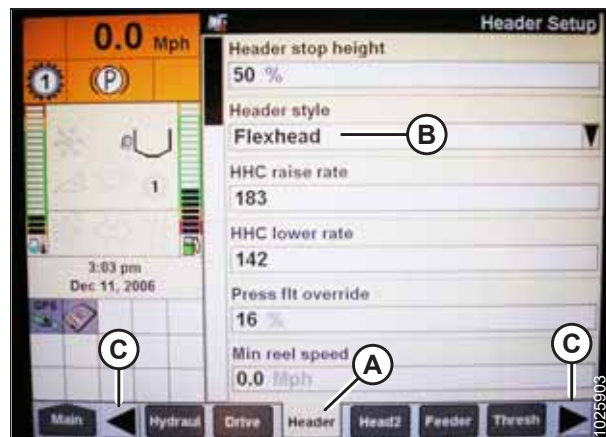 0.0 Mph
Header Setup
1
(P)
1
3:03 pm
Dec 11, 2006
GPS
Header stop height
50 %
Header style
Flexhead
B
HHC raise rate
183
HHC lower rate
142
Press flt override
16 %
Min reel speed
0.0 Mph
C
A
C
Main
Hydraul
Drive
Header
Head2
Feeder
Thresh
1025903